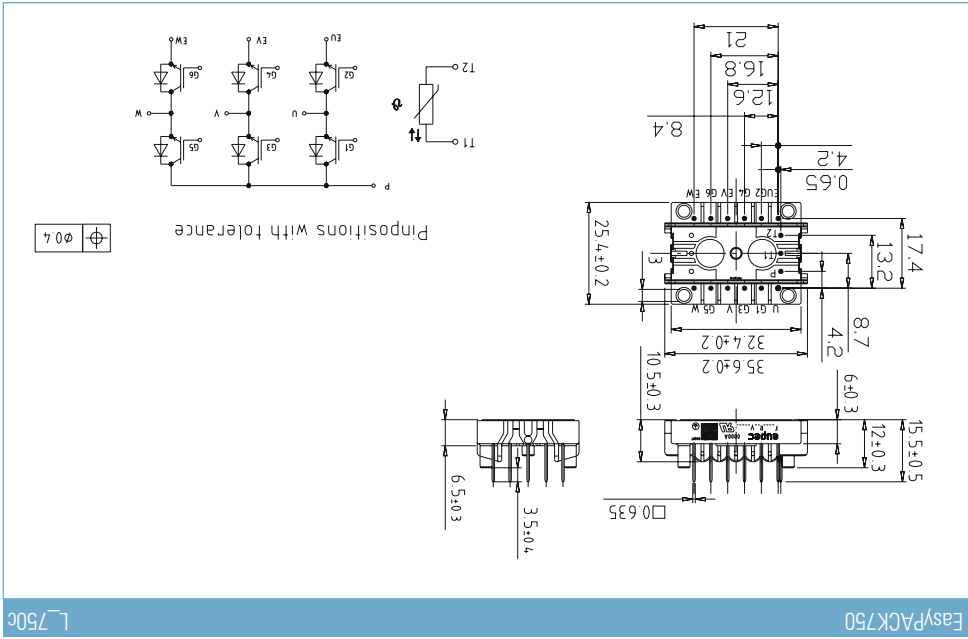 EasyPACK750
L_750c
□0.635
3.5±0.4
15.5±0.5
12±0.3
6±0.3
eupec
0000A
10.5±0.3
6.5±0.3
35.6±0.2
32.4±0.2
4,2
8,7
U G1 G3 V G5 W
17,4
13,2
P
T1
T2
3
25.4±0.2
EU G2 G4 EV G6 EW
0.65
4.2
8.4
12.6
16.8
21
Pinpositions with tolerance
ø0.4
P
T1
T2
ϑ
G1
G3
G5
U
V
W
G2
G4
G6
EU
EV
EW